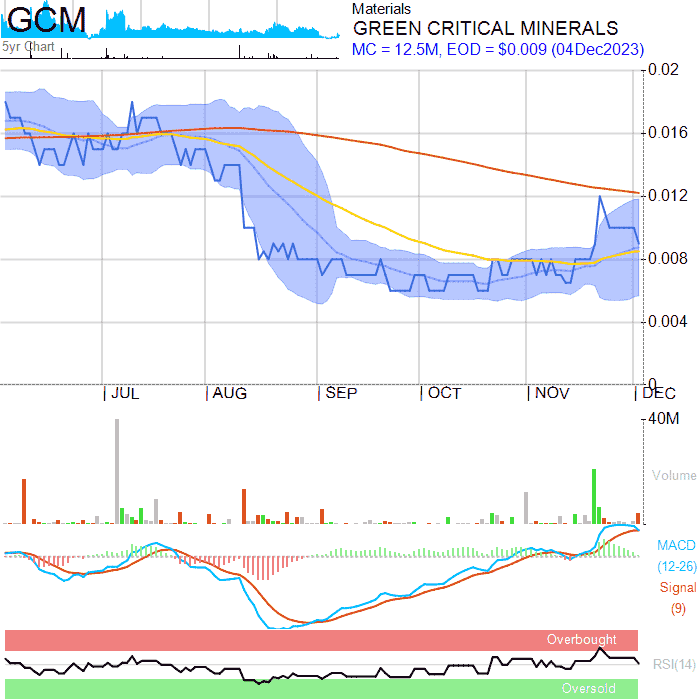 GCM
5yr Chart
Materials
GREEN CRITICAL MINERALS
MC = 12.5M, EOD = $0.009 (04Dec2023)
0.02
0.016
0.012
0.008
0.004
0
JUL AUG SEP OCT NOV DEC
40M
Volume
MACD
(12-26)
Signal
(9)
Overbought
RSI(14)
Oversold